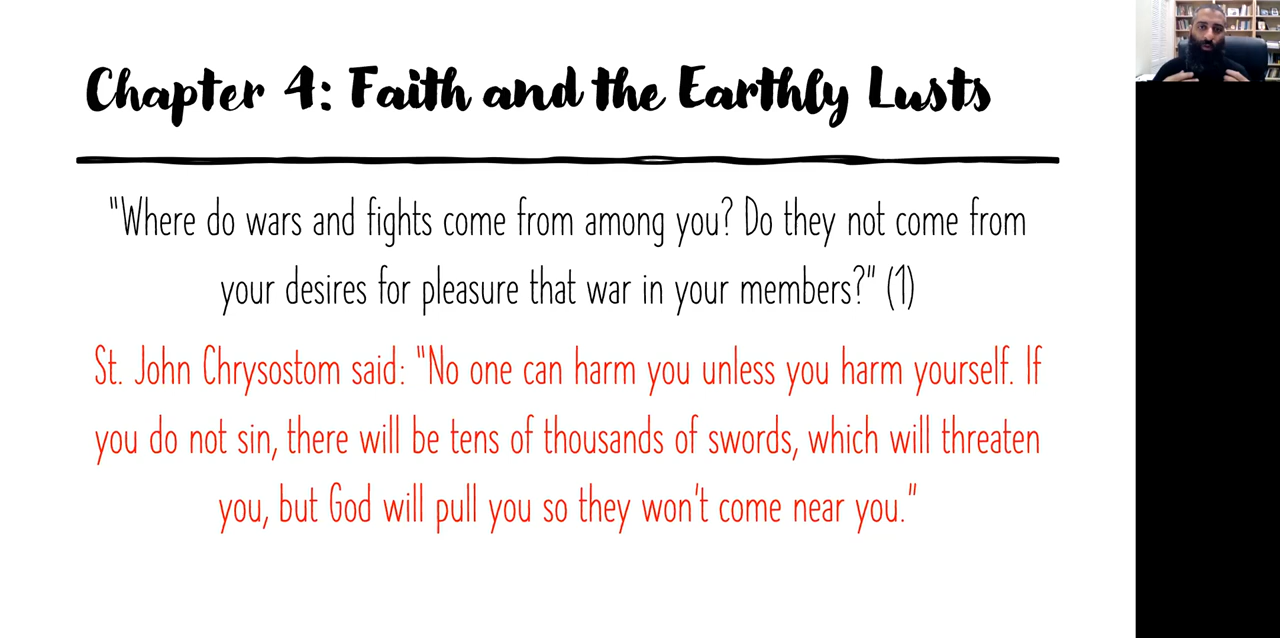 Chapter 4: Faith and the Earthly Lusts
"Where do wars and fights come from among you? Do they not come from
your desires for pleasure that war in your members?" (1)
St. John Chrysostom said: "No one can harm you unless you harm yourself. If
you do not sin, there will be tens of thousands of swords, which will threaten
you, but God will pull you so they won't come near you."